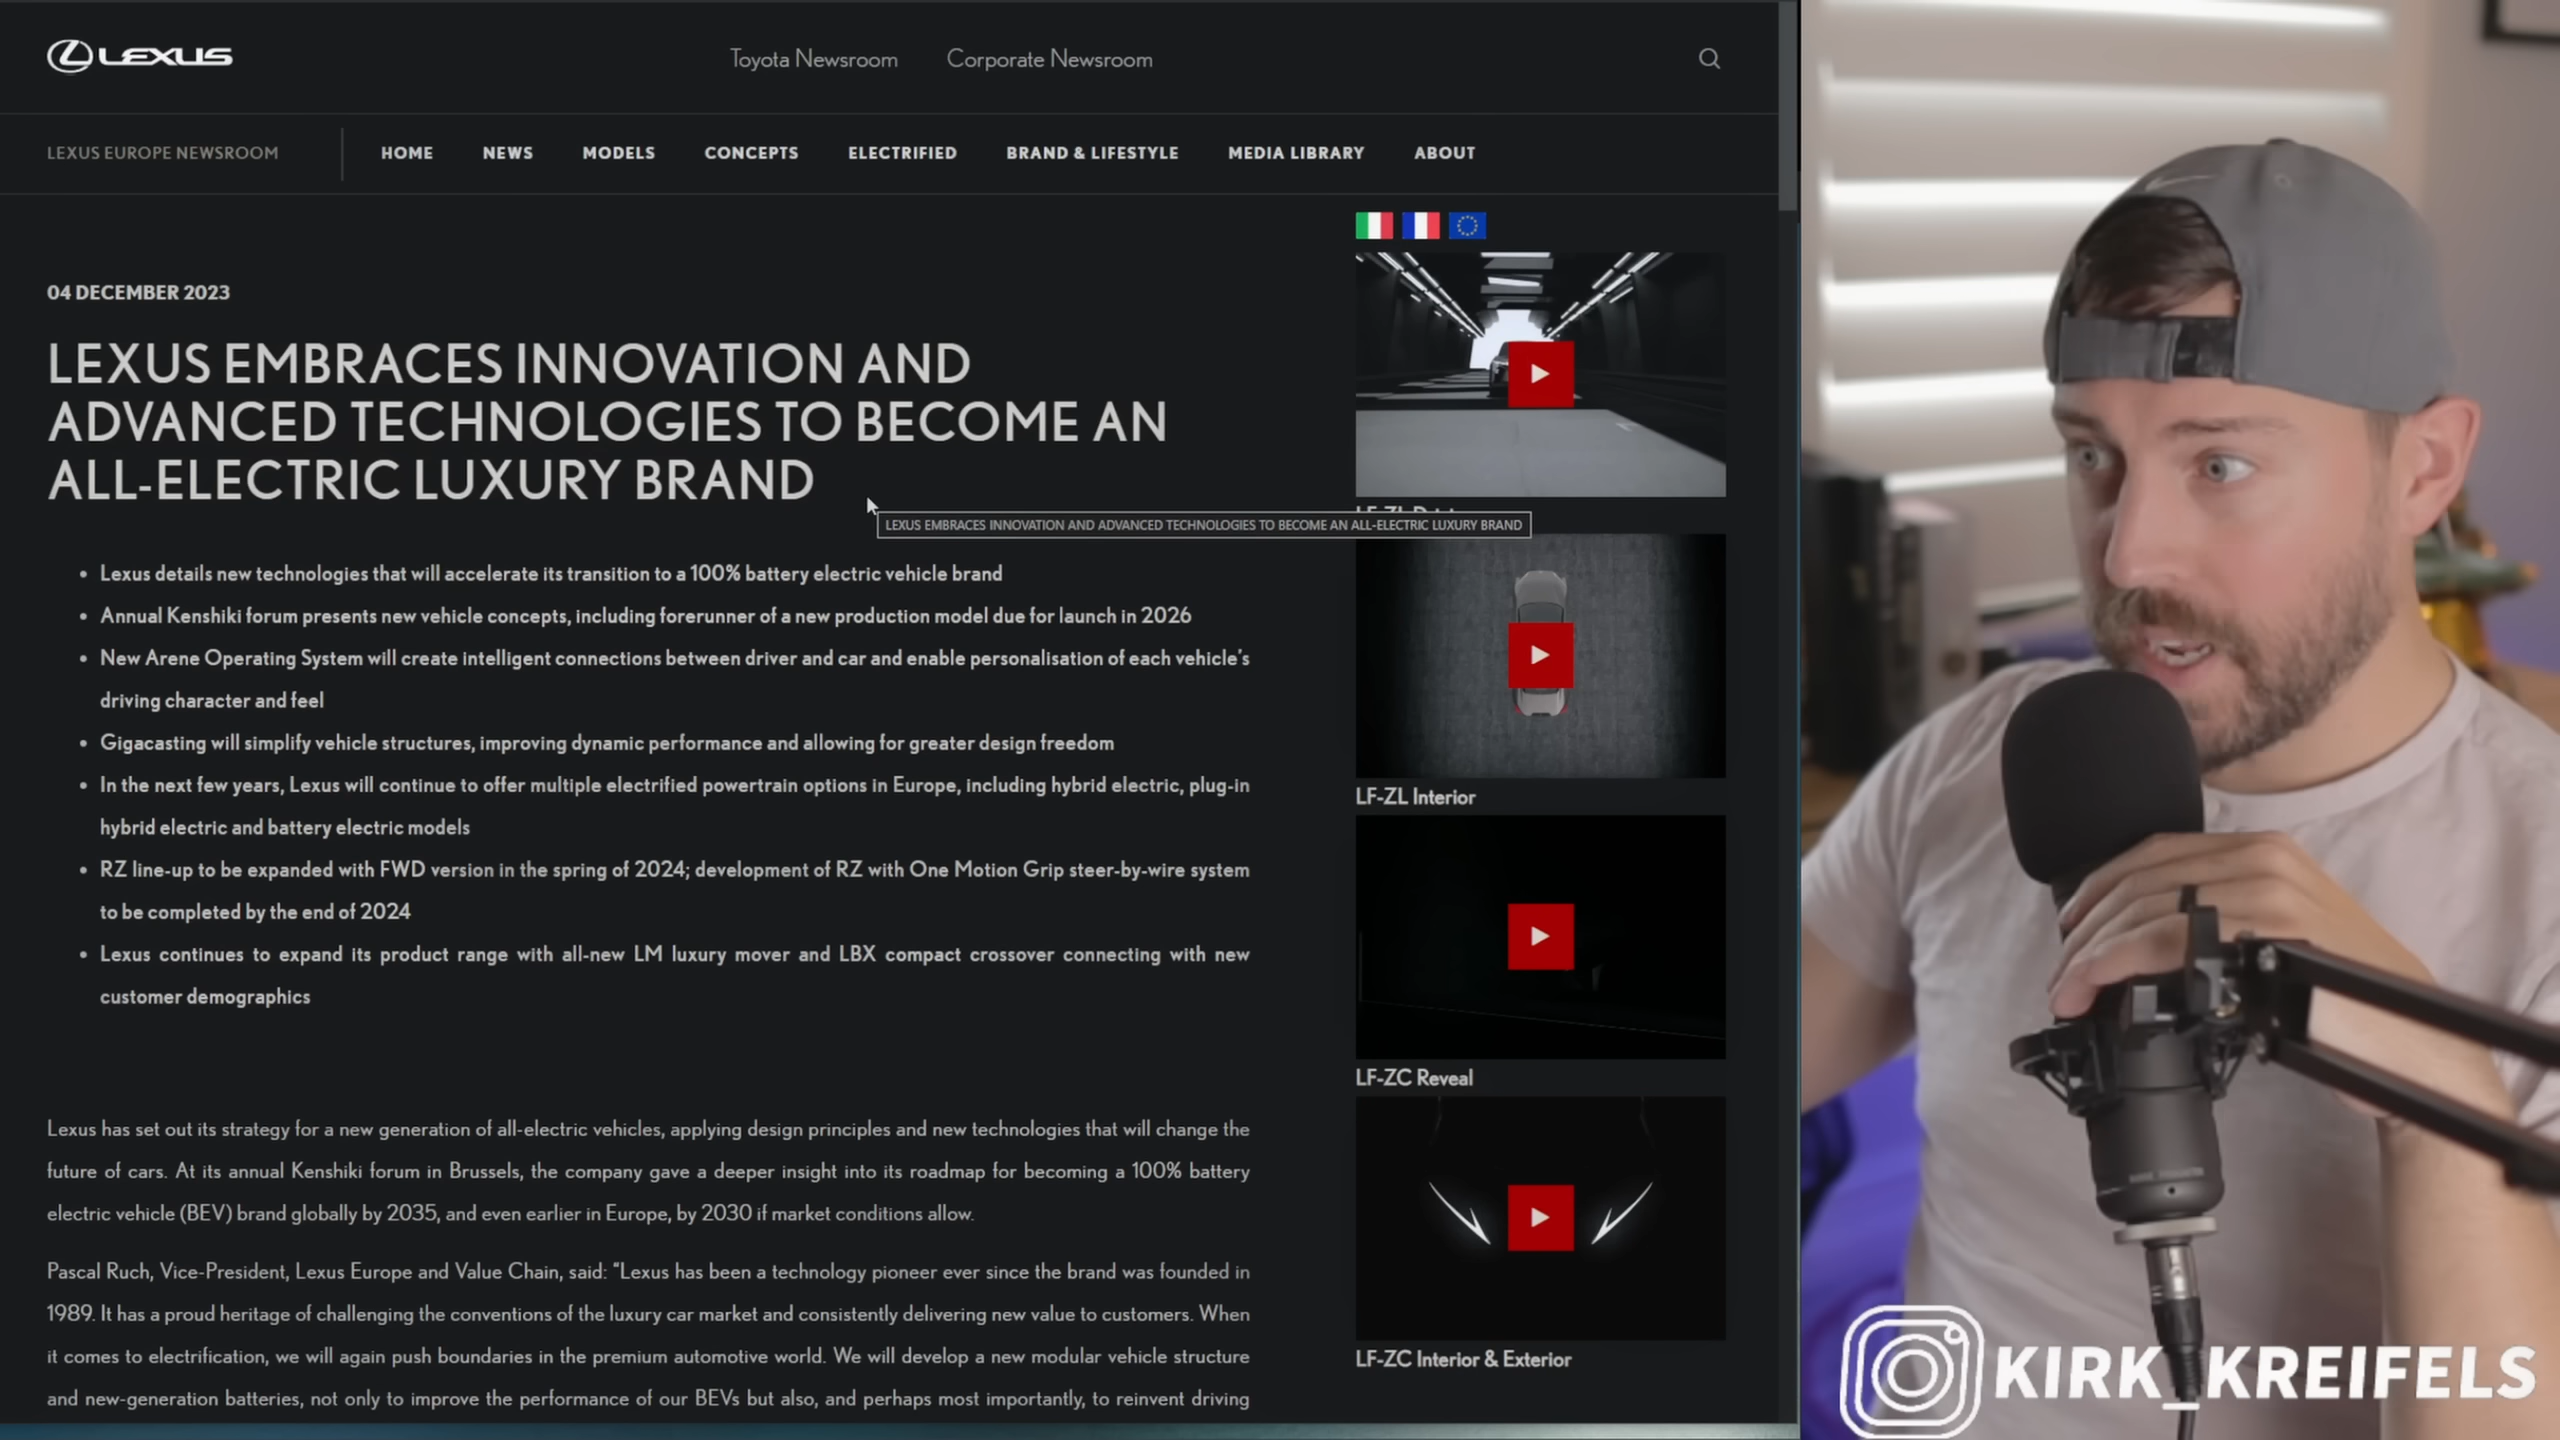 LEXUS
Toyota Newsroom
Corporate Newsroom
LEXUS EUROPE NEWSROOM
HOME
NEWS
MODELS
CONCEPTS
ELECTRIFIED
BRAND & LIFESTYLE
MEDIA LIBRARY
ABOUT
04 DECEMBER 2023
LEXUS EMBRACES INNOVATION AND
ADVANCED TECHNOLOGIES TO BECOME AN
ALL-ELECTRIC LUXURY BRAND
LEXUS EMBRACES INNOVATION AND ADVANCED TECHNOLOGIES TO BECOME AN ALL-ELECTRIC LUXURY BRAND
• Lexus details new technologies that will accelerate its transition to a 100% battery electric vehicle brand
• Annual Kenshiki forum presents new vehicle concepts, including forerunner of a new production model due for launch in 2026
• New Arene Operating System will create intelligent connections between driver and car and enable personalisation of each vehicle's
driving character and feel
• Gigacasting will simplify vehicle structures, improving dynamic performance and allowing for greater design freedom
• In the next few years, Lexus will continue to offer multiple electrified powertrain options in Europe, including hybrid electric, plug-in
hybrid electric and battery electric models
• RZ line-up to be expanded with FWD version in the spring of 2024; development of RZ with One Motion Grip steer-by-wire system
to be completed by the end of 2024
• Lexus continues to expand its product range with all-new LM luxury mover and LBX compact crossover connecting with new
customer demographics
Lexus has set out its strategy for a new generation of all-electric vehicles, applying design principles and new technologies that will change the
future of cars. At its annual Kenshiki forum in Brussels, the company gave a deeper insight into its roadmap for becoming a 100% battery
electric vehicle (BEV) brand globally by 2035, and even earlier in Europe, by 2030 if market conditions allow.
Pascal Ruch, Vice-President, Lexus Europe and Value Chain, said: "Lexus has been a technology pioneer ever since the brand was founded in
1989. It has a proud heritage of challenging the conventions of the luxury car market and consistently delivering new value to customers. When
it comes to electrification, we will again push boundaries in the premium automotive world. We will develop a new modular vehicle structure
and new-generation batteries, not only to improve the performance of our BEVs but also, and perhaps most importantly, to reinvent driving
LF-ZL Interior
LF-ZC Reveal
LF-ZC Interior & Exterior
KIRK_KREIFELS